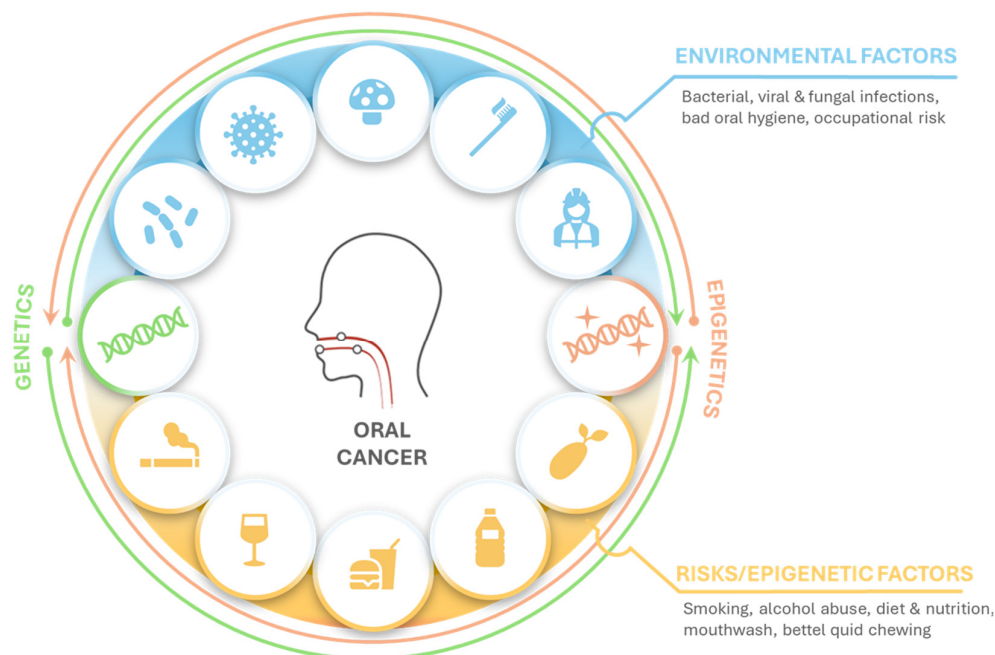 ENVIRONMENTAL FACTORS
Bacterial, viral & fungal infections,
bad oral hygiene, occupational risk
GENETICS
EPIGENETICS
ORAL
CANCER
RISKS/EPIGENETIC FACTORS
Smoking, alcohol abuse, diet & nutrition,
mouthwash, bettel quid chewing